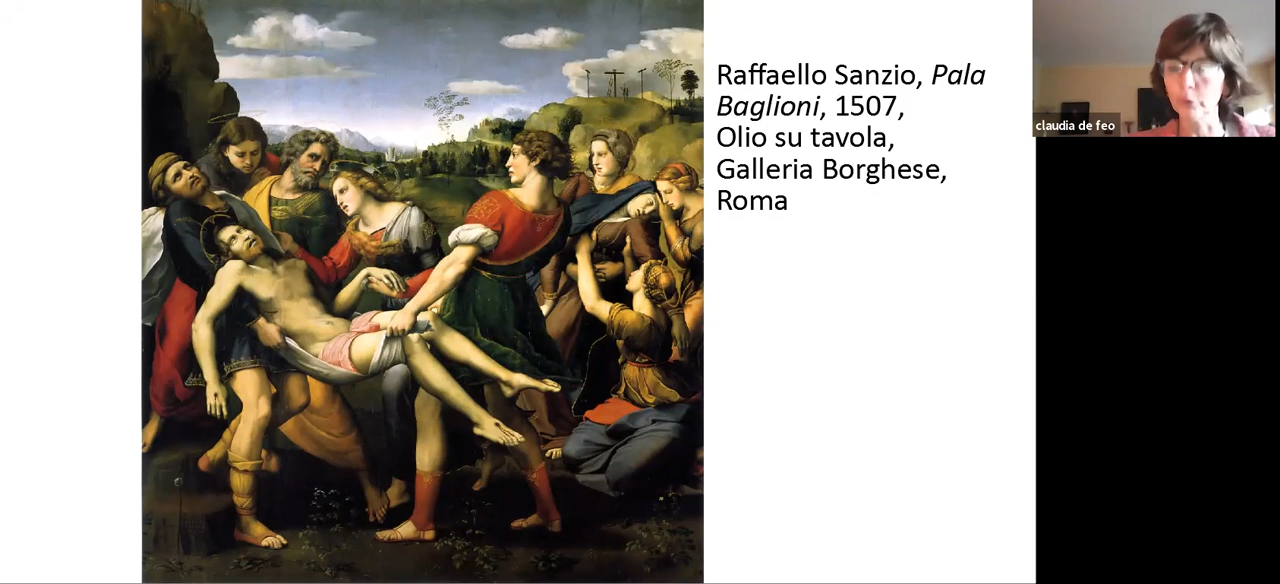 Raffaello Sanzio, Pala
Baglioni, 1507,
Olio su tavola,
Galleria Borghese,
Roma
claudia de feo